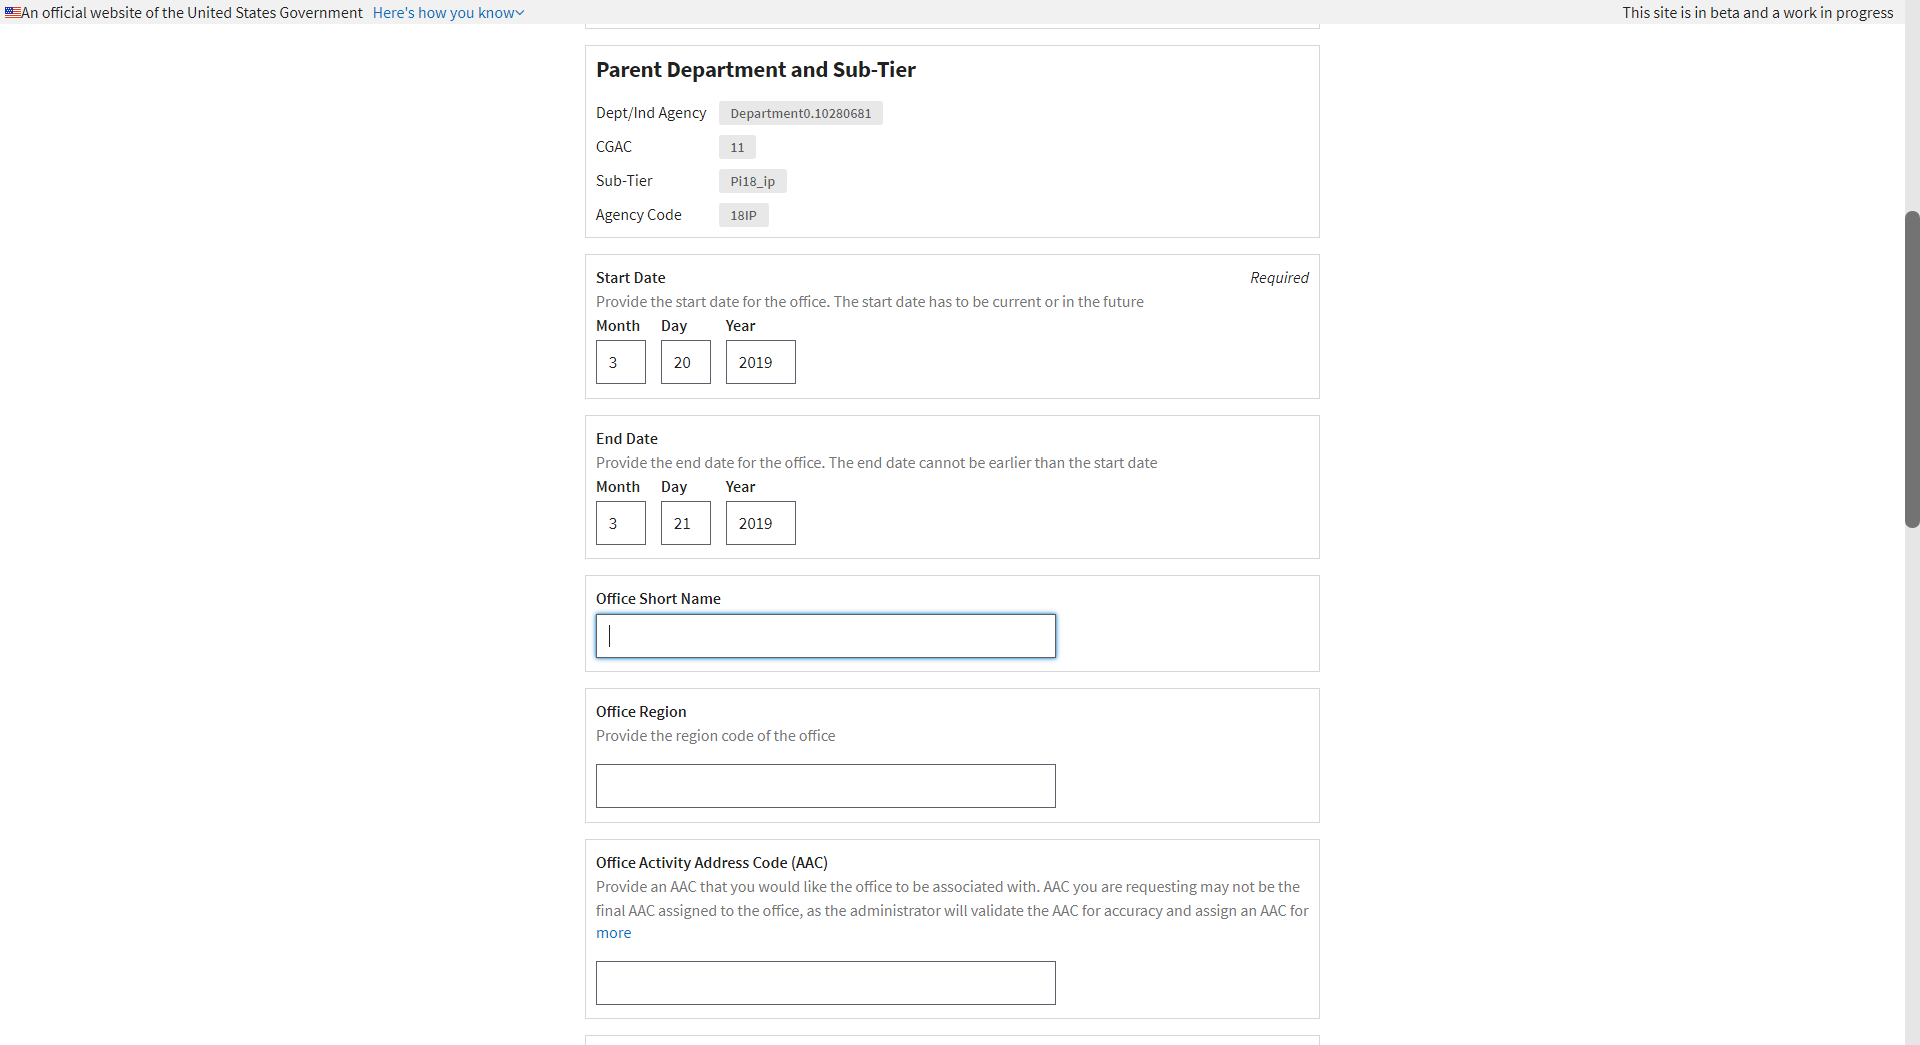 An official website of the United States Government Here's how you know
This site is in beta and a work in progress
Parent Department and Sub-Tier
Dept/Ind Agency Department0.10280681
CGAC 11
Sub-Tier Pi18_ip
Agency Code 18IP
Start Date Required
Provide the start date for the office. The start date has to be current or in the future
Month Day Year
3 20 2019
End Date
Provide the end date for the office. The end date cannot be earlier than the start date
Month Day Year
3 21 2019
Office Short Name
Office Region
Provide the region code of the office
Office Activity Address Code (AAC)
Provide an AAC that you would like the office to be associated with. AAC you are requesting may not be the
final AAC assigned to the office, as the administrator will validate the AAC for accuracy and assign an AAC for
more